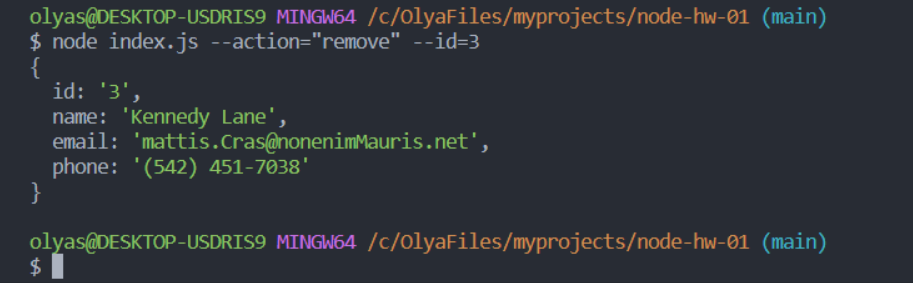 olyas@DESKTOP-USDRIS9 MINGW64 /c/OlyaFiles/myprojects/node-hw-01 (main)
$ node index.js --action="remove" --id=3
{
  id: '3',
  name: 'Kennedy Lane',
  email: 'mattis.Cras@nonenimMauris.net',
  phone: '(542) 451-7038'
}
olyas@DESKTOP-USDRIS9 MINGW64 /c/OlyaFiles/myprojects/node-hw-01 (main)
$